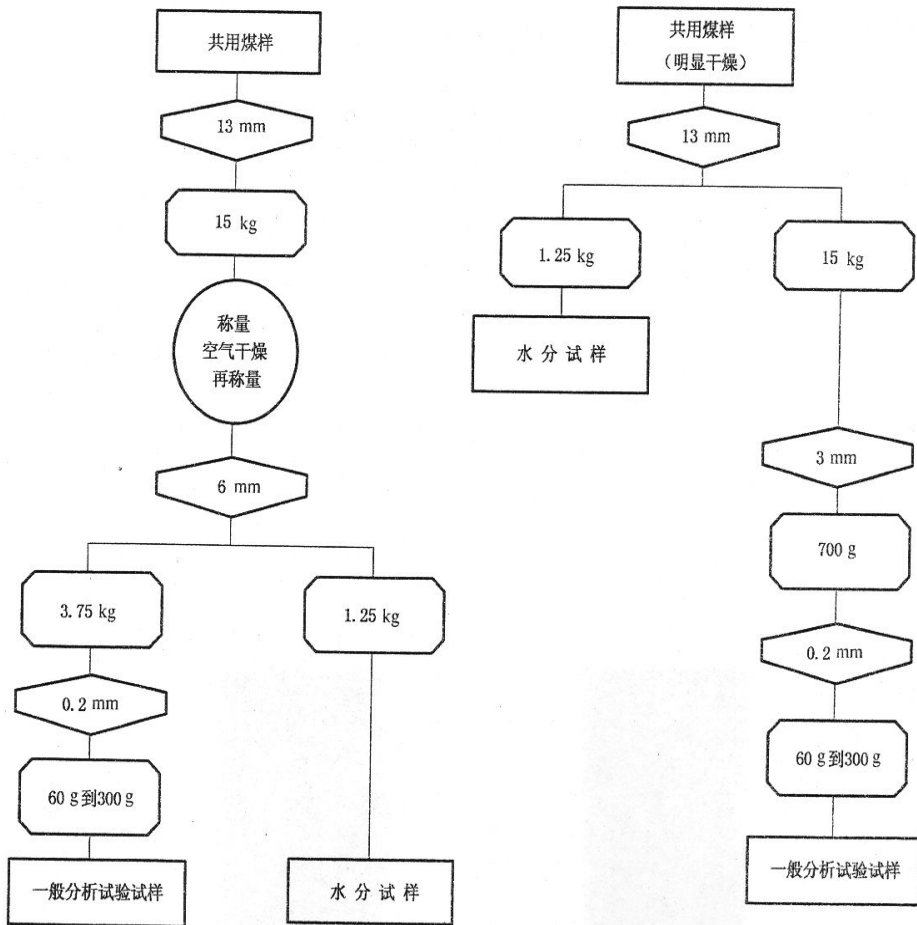 共用煤样
13 mm
15 kg
称量
空气干燥
再称量
6 mm
3.75 kg
1.25 kg
0.2 mm
60 g到300 g
一般分析试验试样
水 分 试 样
共用煤样
（明显干燥）
13 mm
1.25 kg
15 kg
水 分 试 样
3 mm
700 g
0.2 mm
60 g到300 g
一般分析试验试样